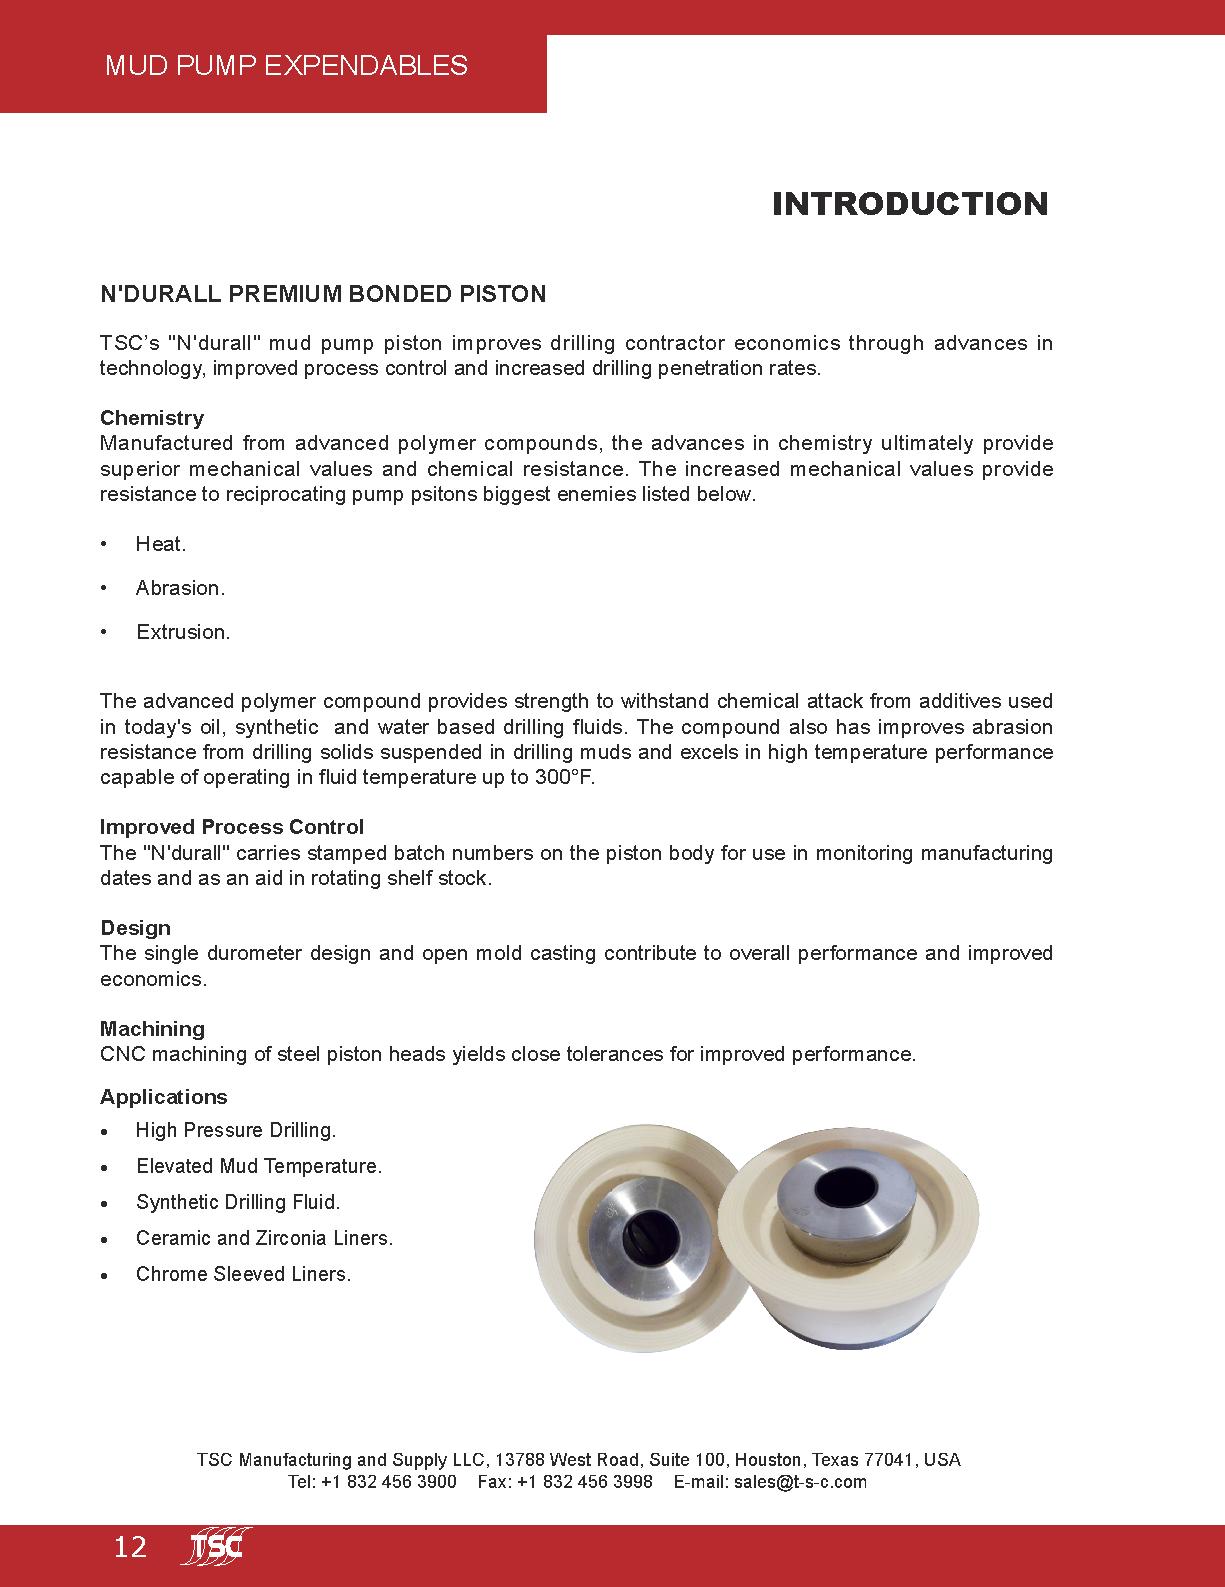 MUD PUMP EXPENDABLES
INTRODUCTION
N'DURALL PREMIUM BONDED PISTON
TSC’s "N'durall" mud pump piston improves drilling contractor economics through advances in
technology, improved process control and increased drilling penetration rates.
Chemistry
Manufactured from advanced polymer compounds, the advances in chemistry ultimately provide
superior mechanical values and chemical resistance. The increased mechanical values provide
resistance to reciprocating pump psitons biggest enemies listed below.
• Heat.
• Abrasion.
• Extrusion.
The advanced polymer compound provides strength to withstand chemical attack from additives used
in today's oil, synthetic and water based drilling fluids. The compound also has improves abrasion
resistance from drilling solids suspended in drilling muds and excels in high temperature performance
capable of operating in fluid temperature up to 300°F.
Improved Process Control
The "N'durall" carries stamped batch numbers on the piston body for use in monitoring manufacturing
dates and as an aid in rotating shelf stock.
Design
The single durometer design and open mold casting contribute to overall performance and improved
economics.
Machining
CNC machining of steel piston heads yields close tolerances for improved performance.
Applications
• High Pressure Drilling.
• Elevated Mud Temperature.
• Synthetic Drilling Fluid.
• Ceramic and Zirconia Liners.
• Chrome Sleeved Liners.
TSC Manufacturing and Supply LLC, 13788 West Road, Suite 100, Houston, Texas 77041, USA
Tel: +1 832 456 3900 Fax: +1 832 456 3998 E-mail: sales@t-s-c.com
12 TSC